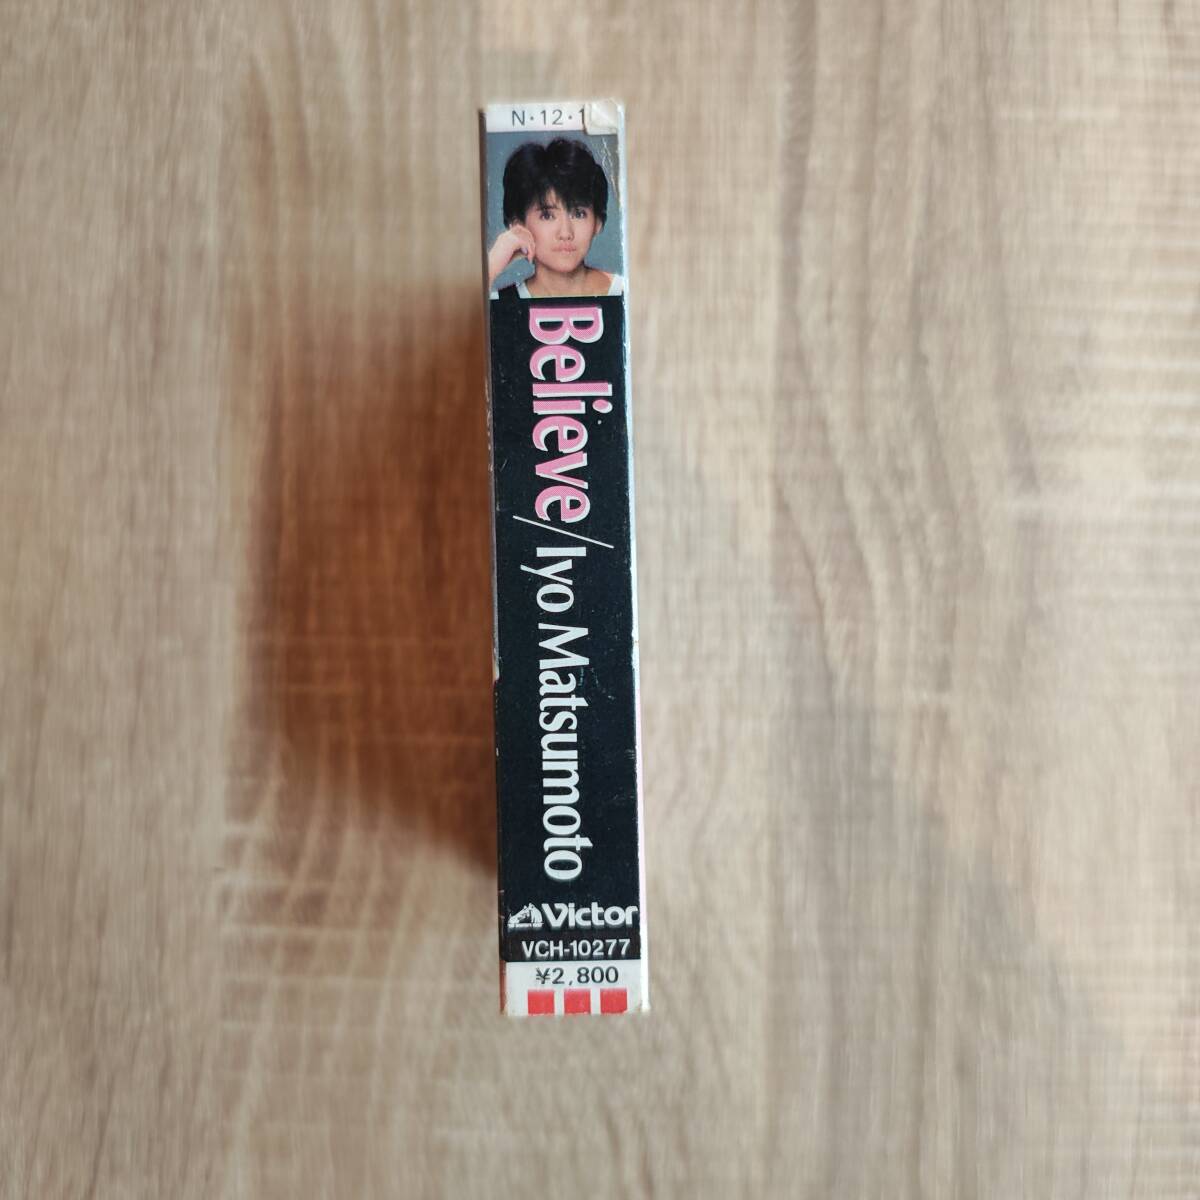 N・12・1
Believe/Iyo Matsumoto
Victor
VCH-10277
¥2,800